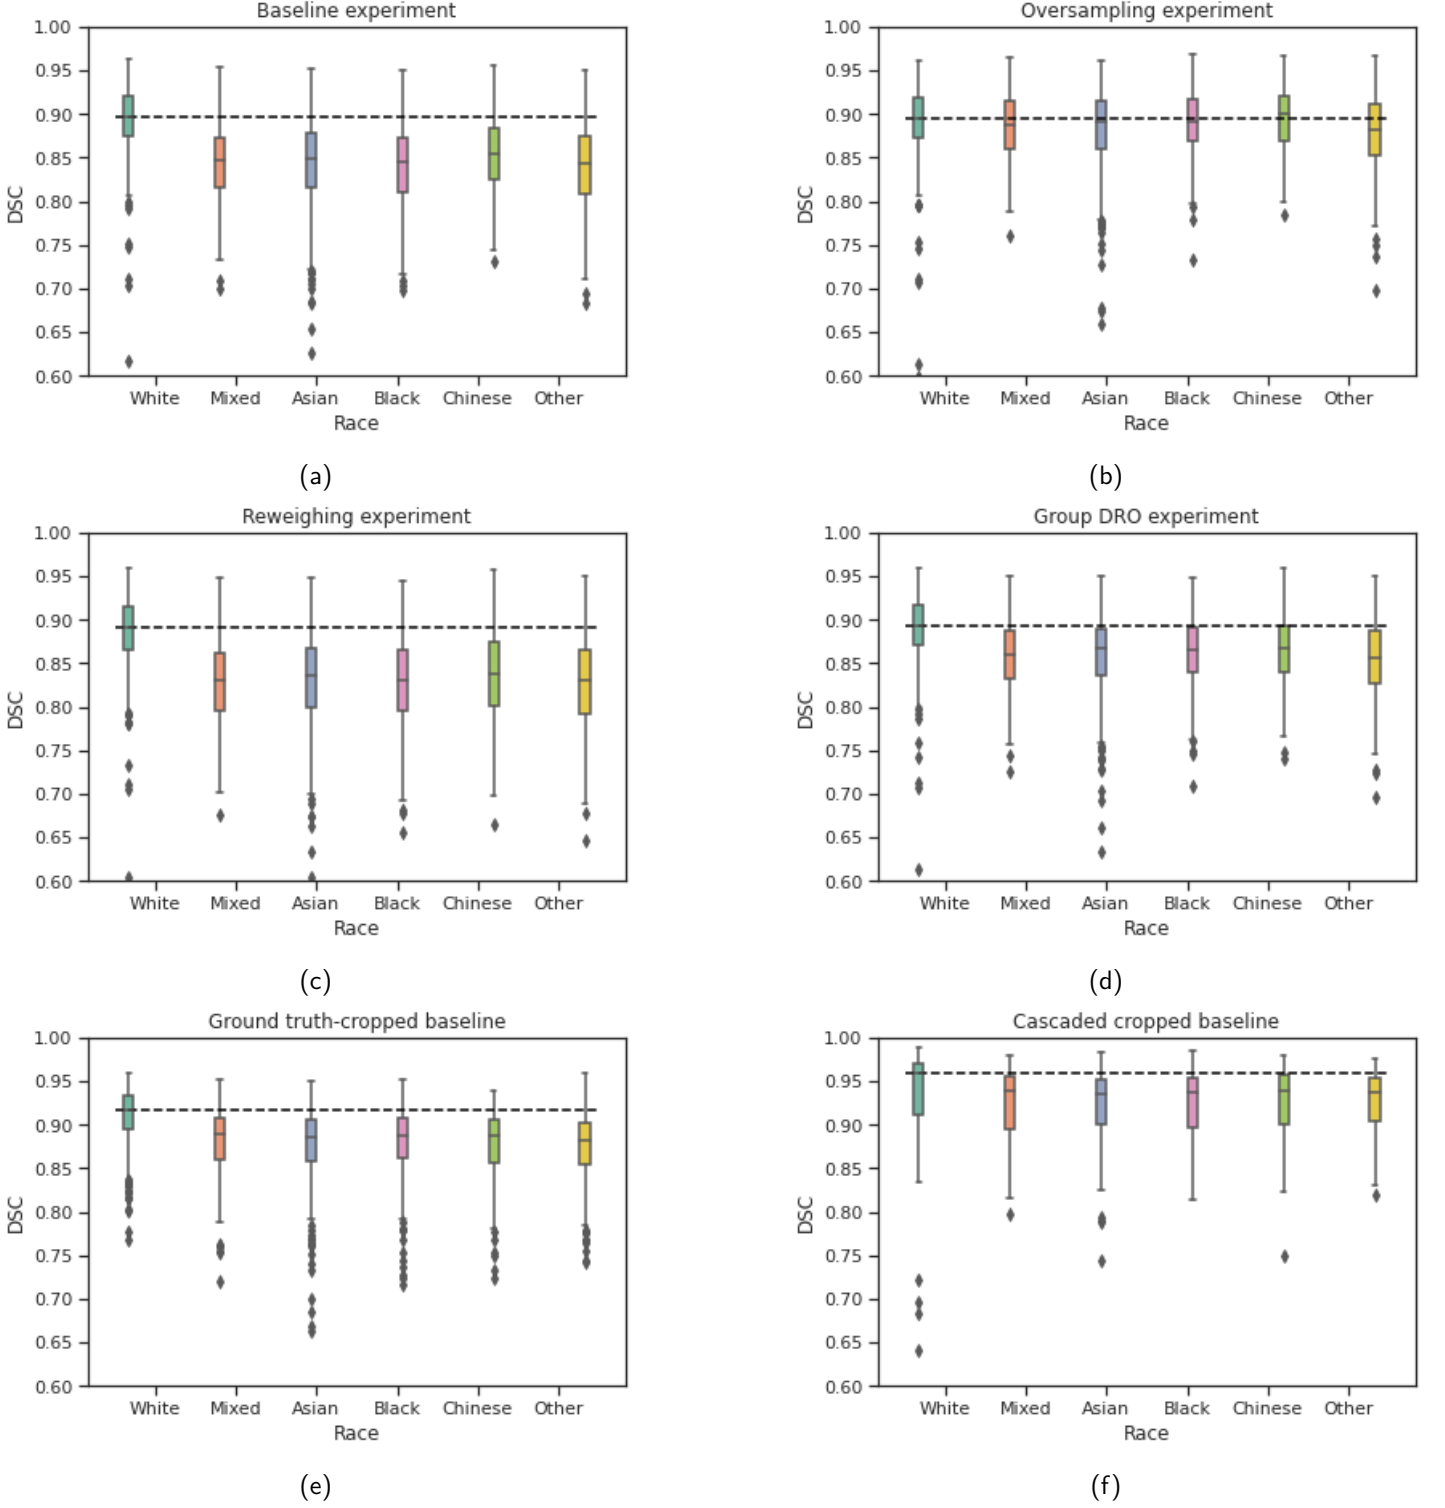 Baseline experiment
1.00
0.95
0.90
0.85
0.80
0.75
0.70
0.65
0.60
DSC
White Mixed Asian Black Chinese Other
Race
(a)
Oversampling experiment
1.00
0.95
0.90
0.85
0.80
0.75
0.70
0.65
0.60
DSC
White Mixed Asian Black Chinese Other
Race
(b)
Reweighing experiment
1.00
0.95
0.90
0.85
0.80
0.75
0.70
0.65
0.60
DSC
White Mixed Asian Black Chinese Other
Race
(c)
Group DRO experiment
1.00
0.95
0.90
0.85
0.80
0.75
0.70
0.65
0.60
DSC
White Mixed Asian Black Chinese Other
Race
(d)
Ground truth-cropped baseline
1.00
0.95
0.90
0.85
0.80
0.75
0.70
0.65
0.60
DSC
White Mixed Asian Black Chinese Other
Race
(e)
Cascaded cropped baseline
1.00
0.95
0.90
0.85
0.80
0.75
0.70
0.65
0.60
DSC
White Mixed Asian Black Chinese Other
Race
(f)